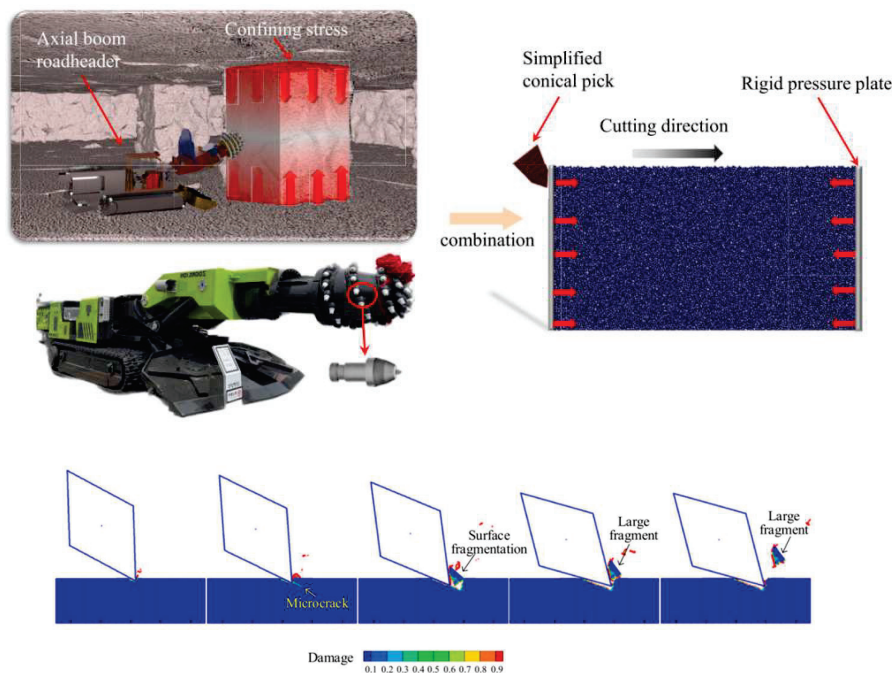 Axial boom
roadheader
Confining stress
Simplified
conical pick
Rigid pressure plate
Cutting direction
combination
Microcrack
Surface
fragmentation
Large
fragment
Large
fragment
Damage
0.1 0.2 0.3 0.4 0.5 0.6 0.7 0.8 0.9